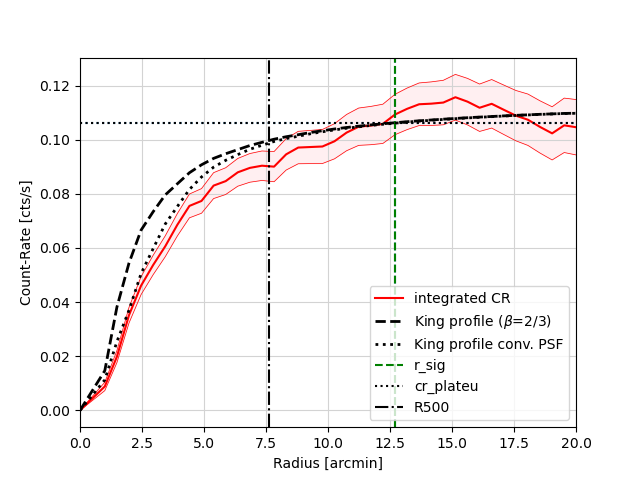 0.12
0.10
0.08
0.06
0.04
0.02
0.00
Count-Rate [cts/s]
integrated CR
King profile (β=2/3)
King profile conv. PSF
r_sig
cr_plateu
R500
0.0 2.5 5.0 7.5 10.0 12.5 15.0 17.5 20.0
Radius [arcmin]